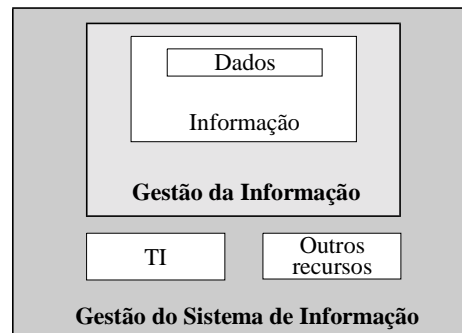 Dados
Informação
Gestão da Informação
TI
Outros
recursos
Gestão do Sistema de Informação